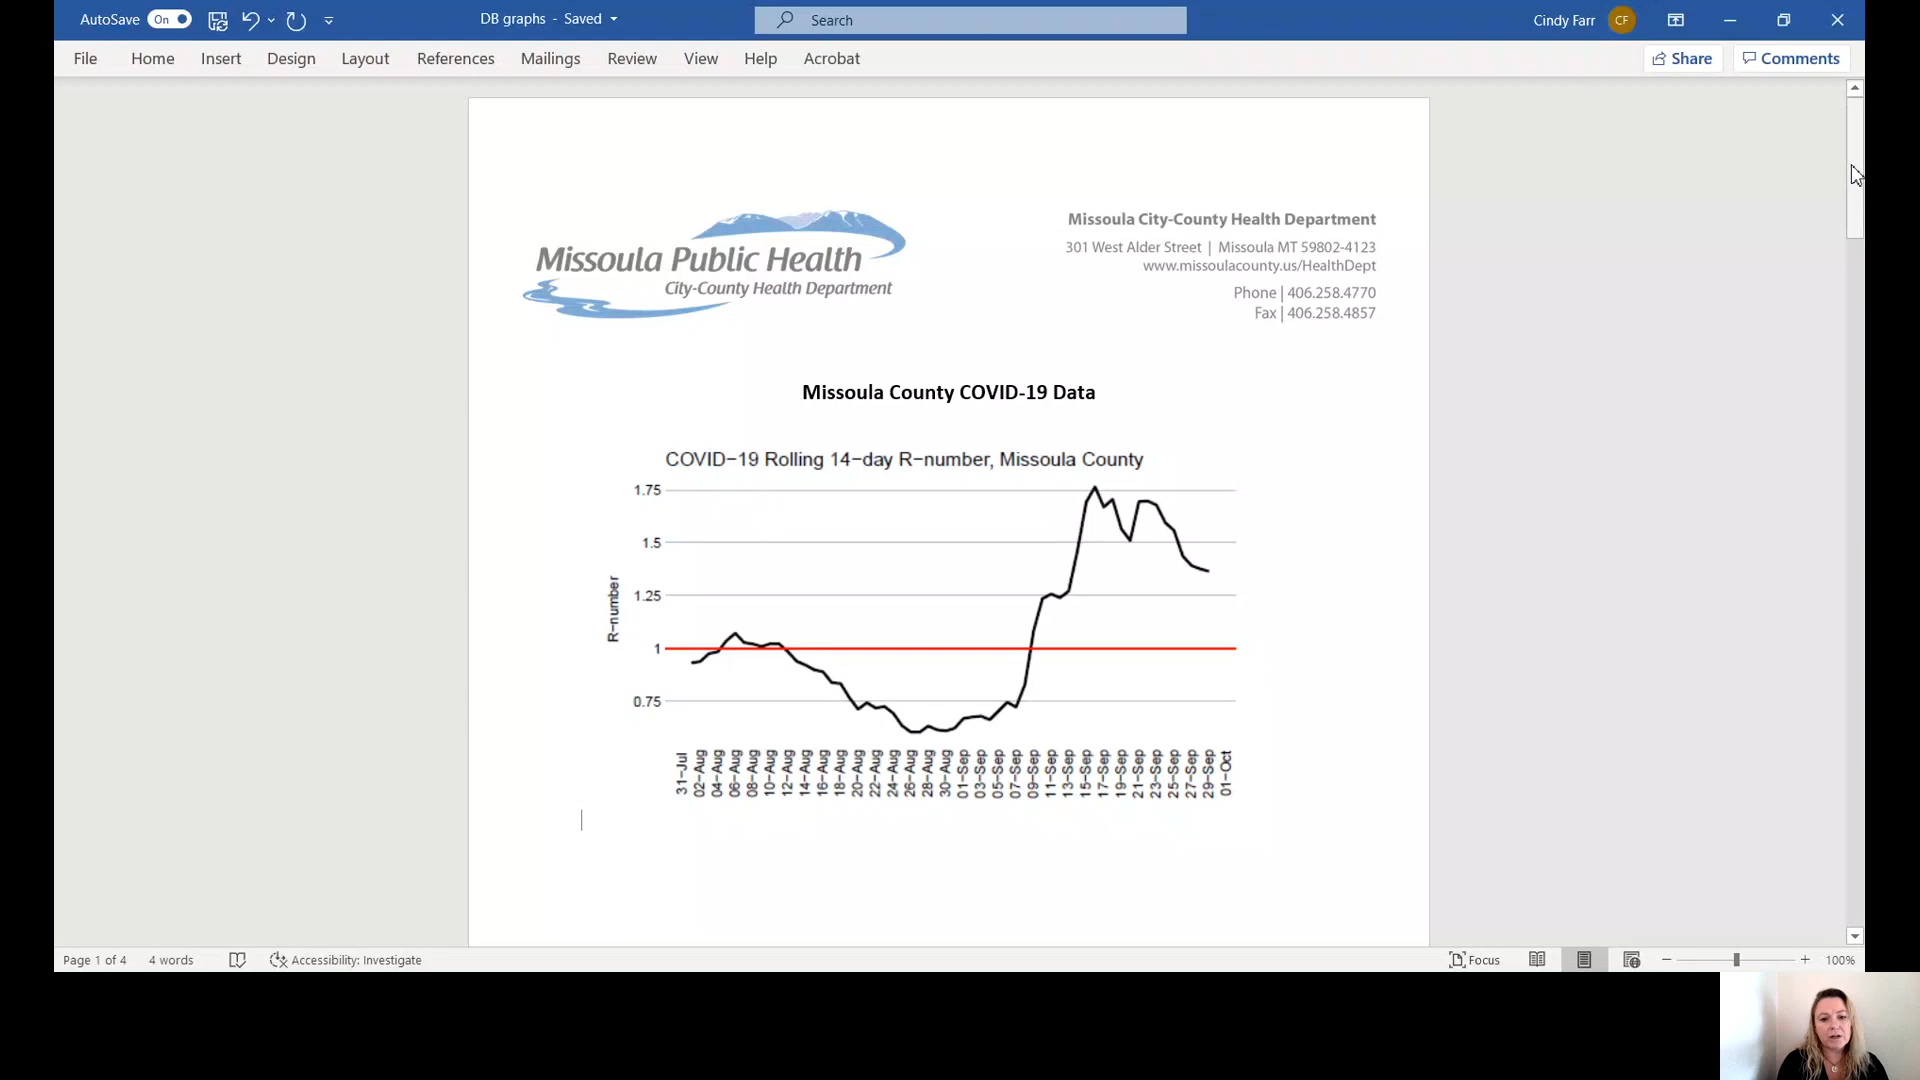 AutoSave On DB graphs - Saved Search Cindy Farr CF
File Home Insert Design Layout References Mailings Review View Help Acrobat Share Comments
Missoula Public Health
City-County Health Department
Missoula City-County Health Department
301 West Alder Street | Missoula MT 59802-4123
www.missoulacounty.us/HealthDept
Phone | 406.258.4770
Fax | 406.258.4857
Missoula County COVID-19 Data
COVID−19 Rolling 14−day R−number, Missoula County
1.75
1.5
1.25
1
0.75
R−number
31−Jul
02−Aug
04−Aug
06−Aug
08−Aug
10−Aug
12−Aug
14−Aug
16−Aug
18−Aug
20−Aug
22−Aug
24−Aug
26−Aug
28−Aug
30−Aug
01−Sep
03−Sep
05−Sep
07−Sep
09−Sep
11−Sep
13−Sep
15−Sep
17−Sep
19−Sep
21−Sep
23−Sep
25−Sep
27−Sep
29−Sep
01−Oct
Page 1 of 4 4 words Accessibility: Investigate Focus 100%